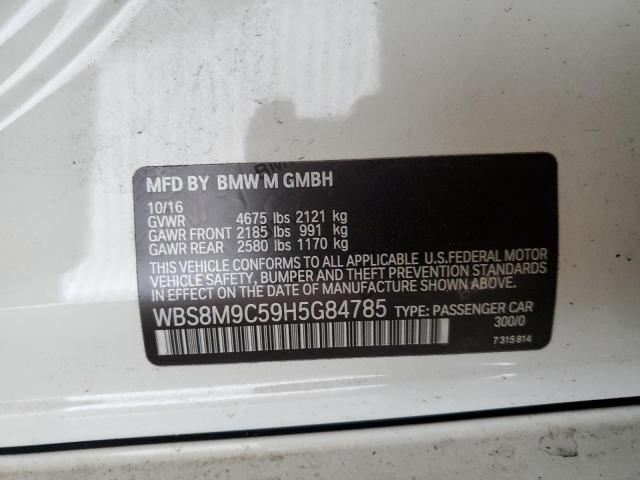 MFD BY BMW M GMBH
10/16
GVWR 4675 lbs 2121 kg
GAWR FRONT 2185 lbs 991 kg
GAWR REAR 2580 lbs 1170 kg
THIS VEHICLE CONFORMS TO ALL APPLICABLE U.S.FEDERAL MOTOR
VEHICLE SAFETY, BUMPER AND THEFT PREVENTION STANDARDS
IN EFFECT ON THE DATE OF MANUFACTURE SHOWN ABOVE.
WBS8M9C59H5G84785 TYPE: PASSENGER CAR
300/0
7 315 814